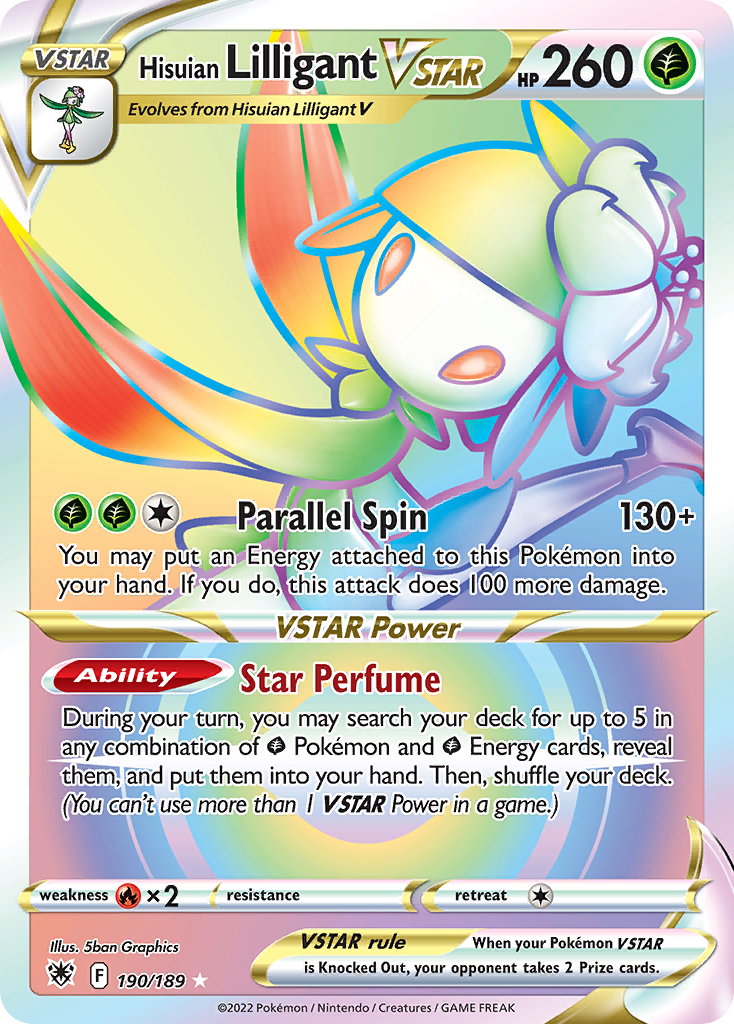 VSTAR
Hisuian Lilligant VSTAR HP 260
Evolves from Hisuian Lilligant V
Parallel Spin 130+
You may put an Energy attached to this Pokémon into
your hand. If you do, this attack does 100 more damage.
VSTAR Power
Ability Star Perfume
During your turn, you may search your deck for up to 5 in
any combination of Pokémon and Energy cards, reveal
them, and put them into your hand. Then, shuffle your deck.
(You can't use more than 1 VSTAR Power in a game.)
weakness ×2 resistance retreat
Illus. 5ban Graphics
VSTAR rule When your Pokémon VSTAR
is Knocked Out, your opponent takes 2 Prize cards.
F 190/189
©2022 Pokémon / Nintendo / Creatures / GAME FREAK